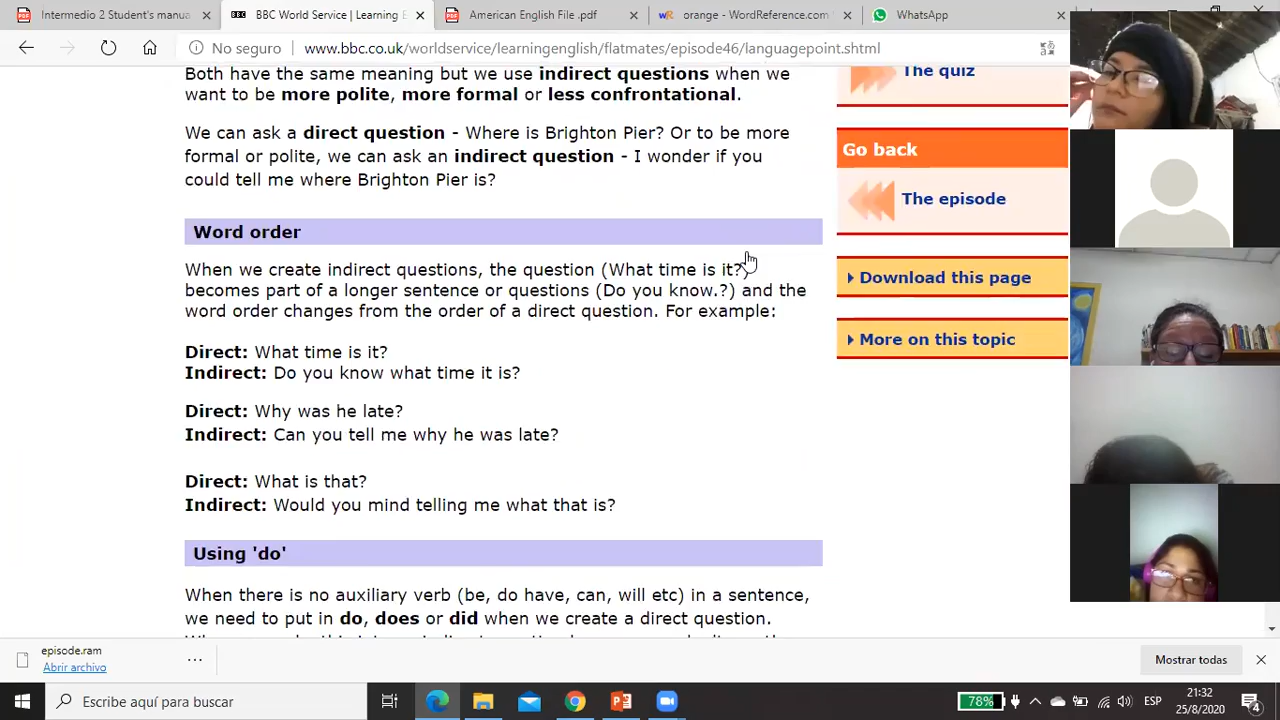 Intermedio 2 Student's manu
BBC World Service | Learning E
American English File .pdf
orange - WordReference.com
WhatsApp
No seguro
www.bbc.co.uk/worldservice/learningenglish/flatmates/episode46/languagepoint.shtml
Both have the same meaning but we use indirect questions when we
want to be more polite, more formal or less confrontational.
We can ask a direct question - Where is Brighton Pier? Or to be more
formal or polite, we can ask an indirect question - I wonder if you
could tell me where Brighton Pier is?
Word order
When we create indirect questions, the question (What time is it?)
becomes part of a longer sentence or questions (Do you know.?) and the
word order changes from the order of a direct question. For example:
Direct: What time is it?
Indirect: Do you know what time it is?
Direct: Why was he late?
Indirect: Can you tell me why he was late?
Direct: What is that?
Indirect: Would you mind telling me what that is?
Using 'do'
When there is no auxiliary verb (be, do have, can, will etc) in a sentence,
we need to put in do, does or did when we create a direct question.
The quiz
Go back
The episode
Download this page
More on this topic
episode.ram
Abrir archivo
Mostrar todas
Escribe aquí para buscar
78%
ESP
21:32
25/8/2020
4